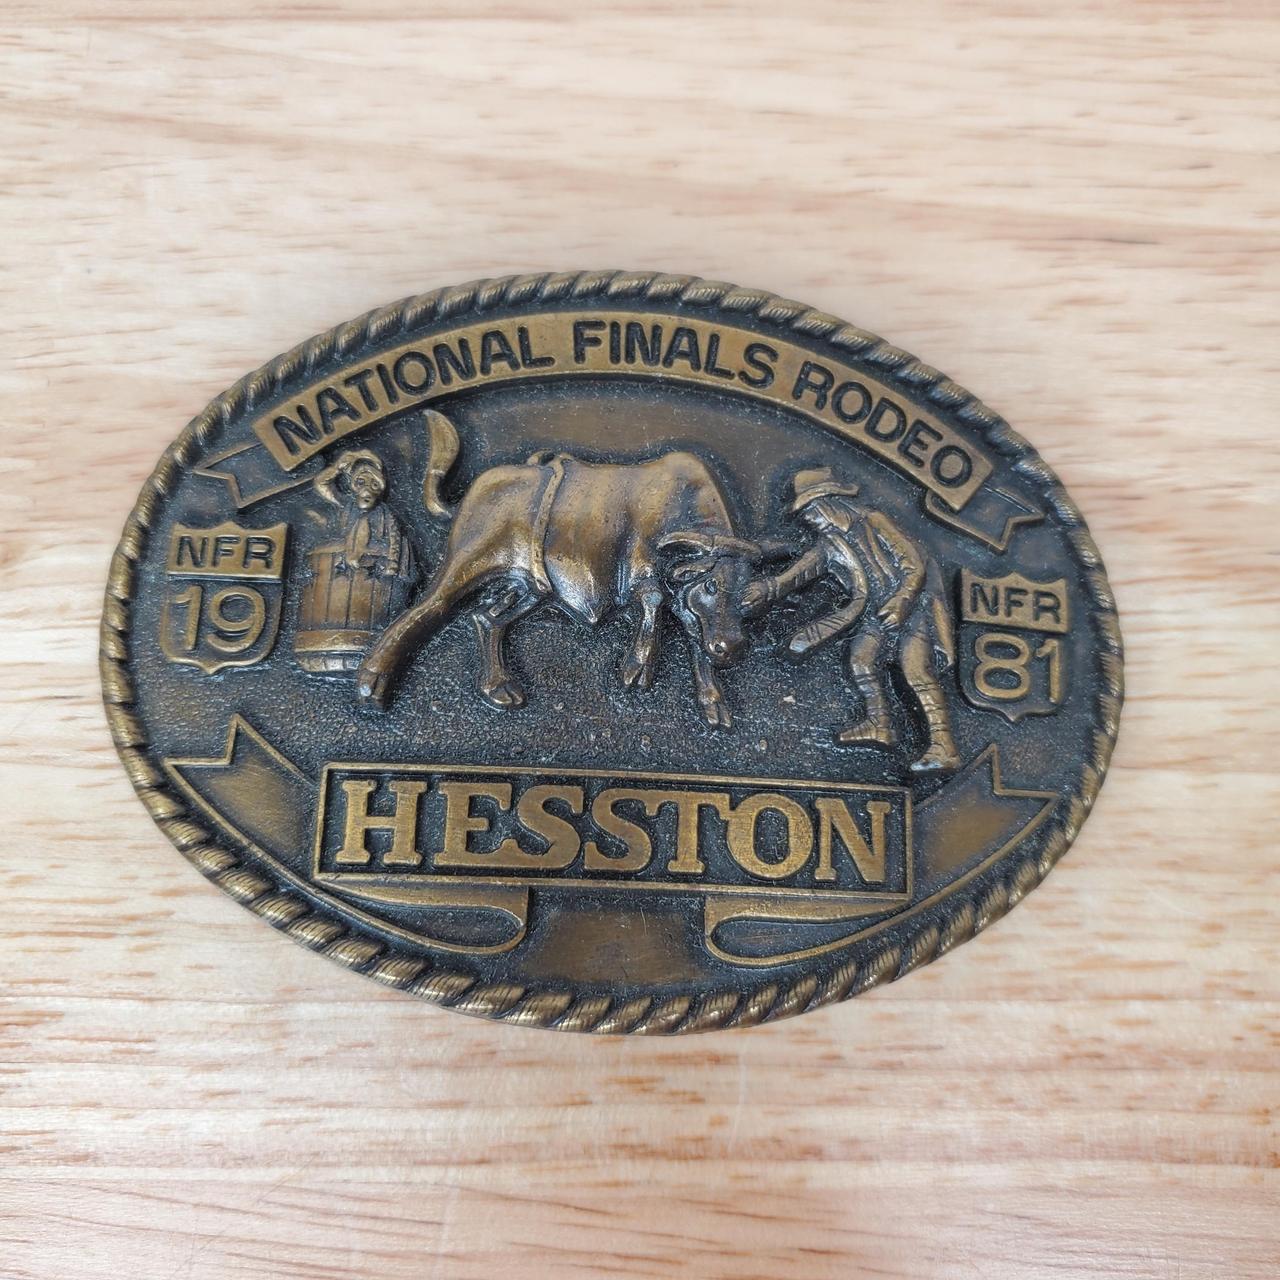 NATIONAL FINALS RODEO
NFR
19
NFR
81
HESSTON